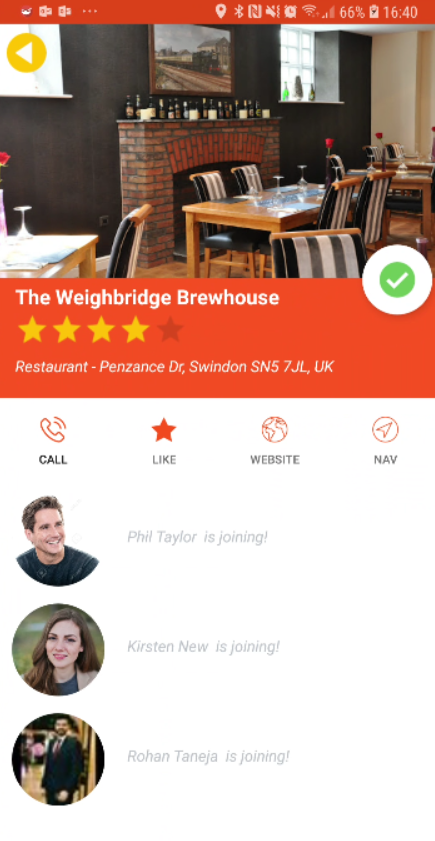 66% 16:40
The Weighbridge Brewhouse
Restaurant - Penzance Dr, Swindon SN5 7JL, UK
CALL LIKE WEBSITE NAV
Phil Taylor is joining!
Kirsten New is joining!
Rohan Taneja is joining!